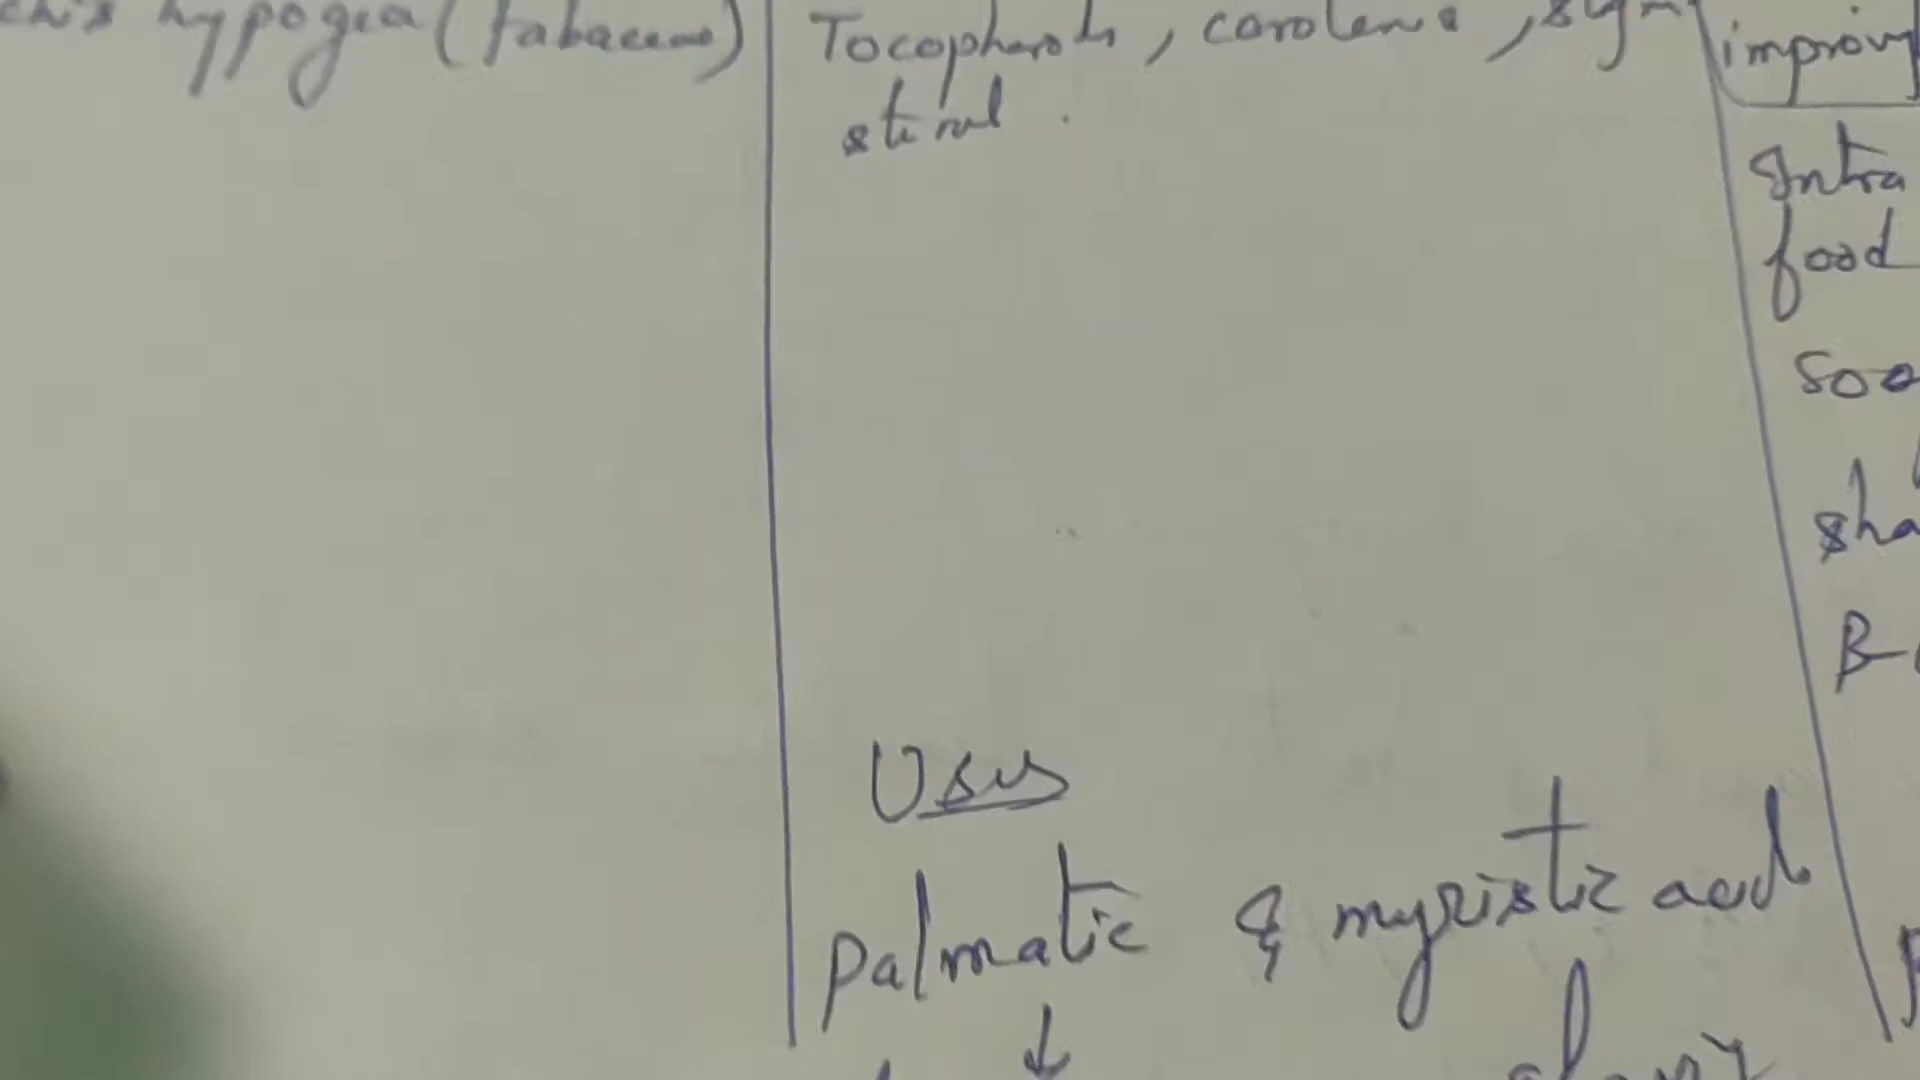 hypogea (fabaceae)
Tocopherols, carotene,
sterol.
improv
Intra
food
Soo
sha
B-
Uses
palmatic & myristic acid
↓